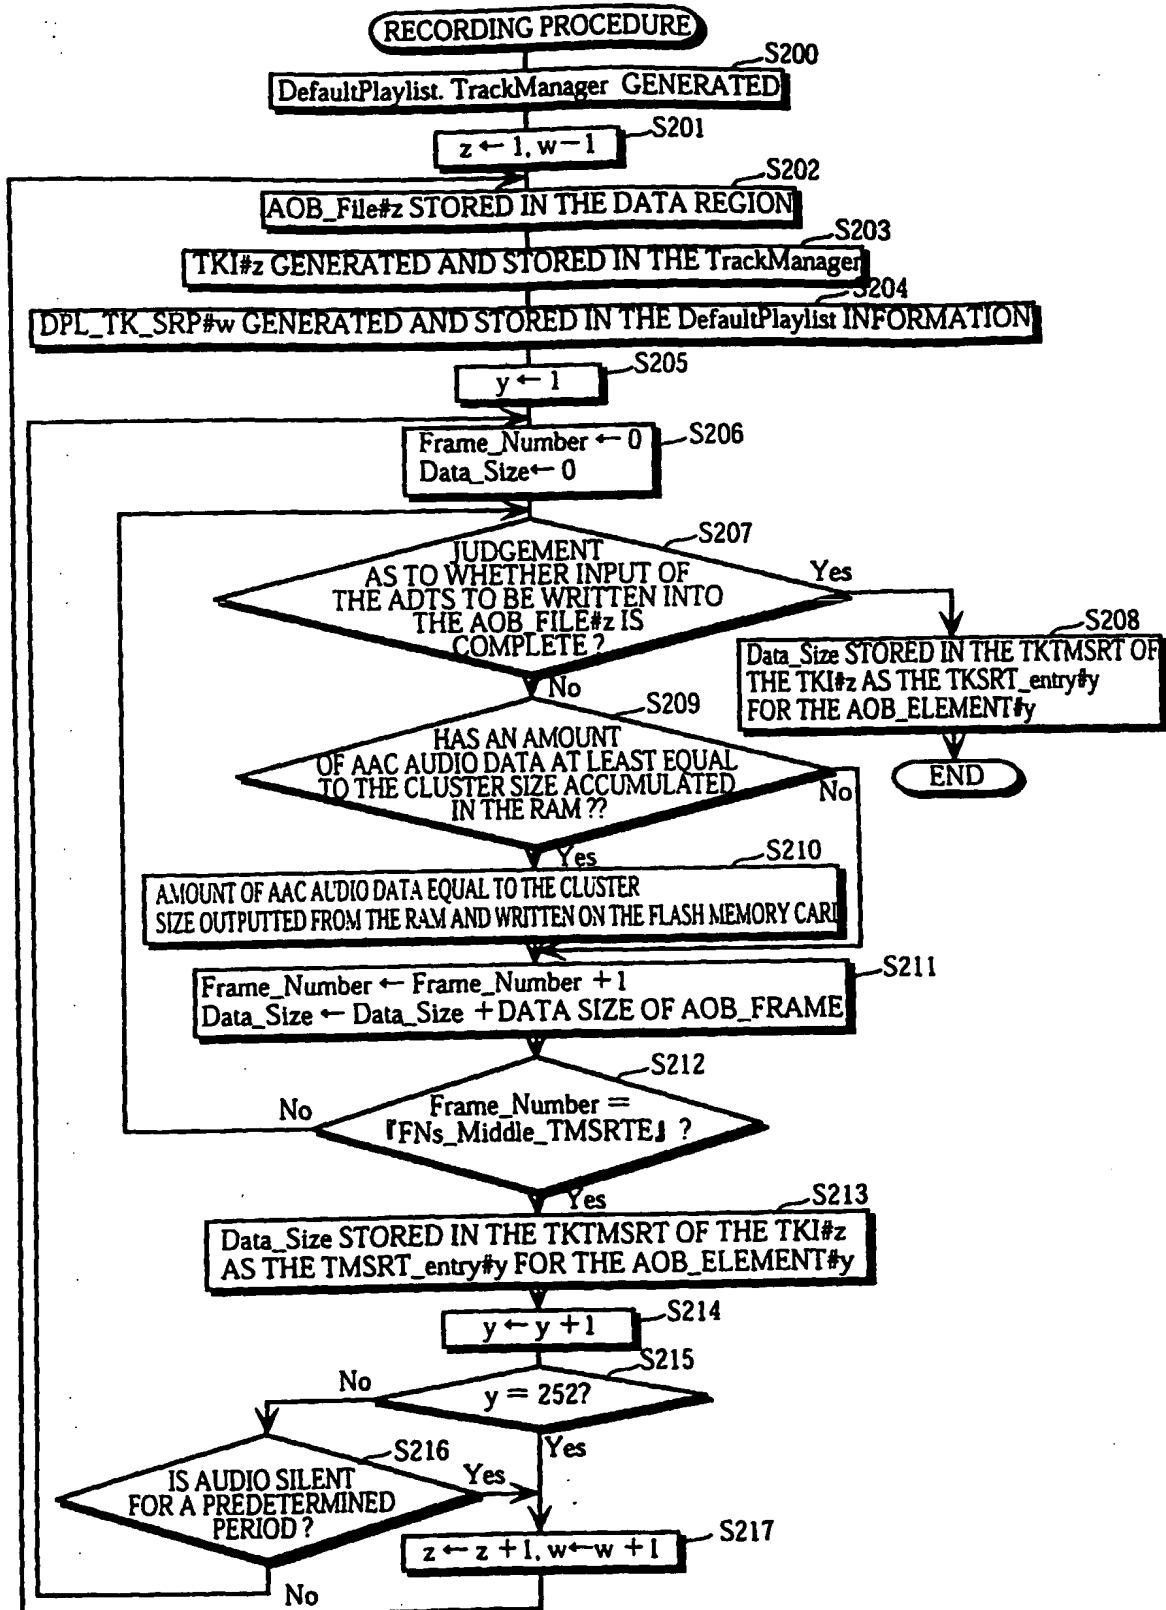 RECORDING PROCEDURE
S200
DefaultPlaylist. TrackManager GENERATED
S201
z ← 1, w－1
S202
AOB_File#z STORED IN THE DATA REGION
S203
TKI#z GENERATED AND STORED IN THE TrackManager
S204
DPL_TK_SRP#w GENERATED AND STORED IN THE DefaultPlaylist INFORMATION
S205
y ← 1
S206
Frame_Number ← 0
Data_Size ← 0
S207
JUDGEMENT
AS TO WHETHER INPUT OF
THE ADTS TO BE WRITTEN INTO
THE AOB_FILE#z IS
COMPLETE ?
Yes
No
S208
Data_Size STORED IN THE TKTMSRT OF
THE TKI#z AS THE TKSRT_entry#y
FOR THE AOB_ELEMENT#y
END
S209
HAS AN AMOUNT
OF AAC AUDIO DATA AT LEAST EQUAL
TO THE CLUSTER SIZE ACCUMULATED
IN THE RAM ??
No
Yes
S210
AMOUNT OF AAC AUDIO DATA EQUAL TO THE CLUSTER
SIZE OUTPUTTED FROM THE RAM AND WRITTEN ON THE FLASH MEMORY CARD
S211
Frame_Number ← Frame_Number +1
Data_Size ← Data_Size +DATA SIZE OF AOB_FRAME
S212
Frame_Number =
『FNs_Middle_TMSRTE』 ?
No
Yes
S213
Data_Size STORED IN THE TKTMSRT OF THE TKI#z
AS THE TMSRT_entry#y FOR THE AOB_ELEMENT#y
S214
y ← y +1
S215
y = 252?
No
Yes
S216
IS AUDIO SILENT
FOR A PREDETERMINED
PERIOD ?
Yes
No
S217
z ← z +1, w←w +1